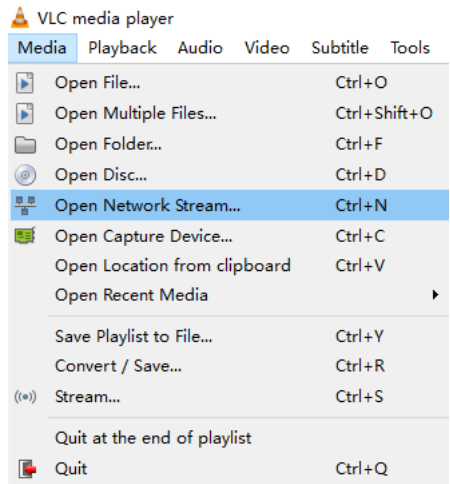 VLC media player
Media Playback Audio Video Subtitle Tools
Open File... Ctrl+O
Open Multiple Files... Ctrl+Shift+O
Open Folder... Ctrl+F
Open Disc... Ctrl+D
Open Network Stream... Ctrl+N
Open Capture Device... Ctrl+C
Open Location from clipboard Ctrl+V
Open Recent Media
Save Playlist to File... Ctrl+Y
Convert / Save... Ctrl+R
Stream... Ctrl+S
Quit at the end of playlist
Quit Ctrl+Q